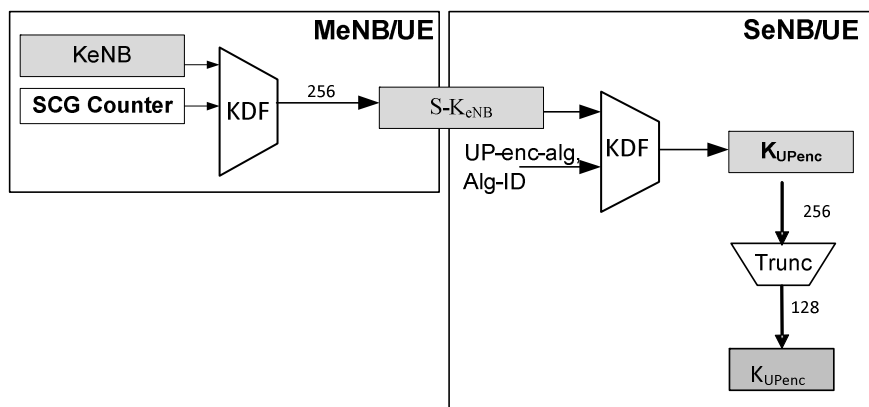 MeNB/UE
KeNB
SCG Counter
KDF
256
S-KeNB
SeNB/UE
UP-enc-alg,
Alg-ID
KDF
KUPenc
256
Trunc
128
KUPenc